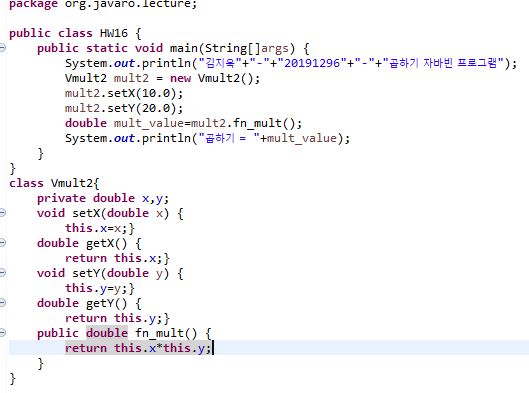 package org.javaro.lecture;
public class HW16 {
public static void main(String[]args) {
System.out.println("김지욱"+"-"+"20191296"+"-"+"곱하기 자바빈 프로그램");
Vmult2 mult2 = new Vmult2();
mult2.setX(10.0);
mult2.setY(20.0);
double mult_value=mult2.fn_mult();
System.out.println("곱하기 = "+mult_value);
}
}
class Vmult2{
private double x,y;
void setX(double x) {
this.x=x;}
double getX() {
return this.x;}
void setY(double y) {
this.y=y;}
double getY() {
return this.y;}
public double fn_mult() {
return this.x*this.y;
}
}